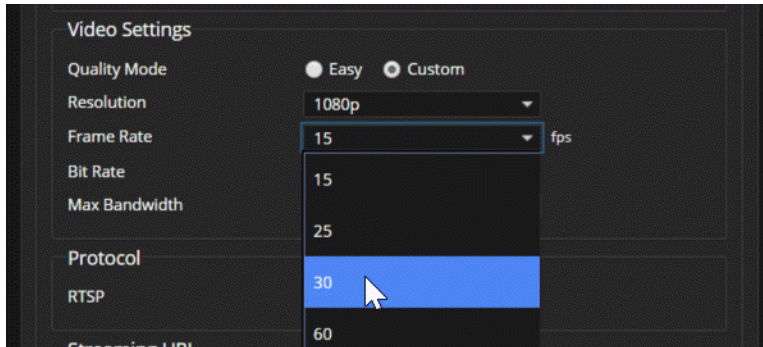 Video Settings
Quality Mode Easy Custom
Resolution 1080p
Frame Rate 15 fps
Bit Rate 15
Max Bandwidth
25
Protocol
30
RTSP
60